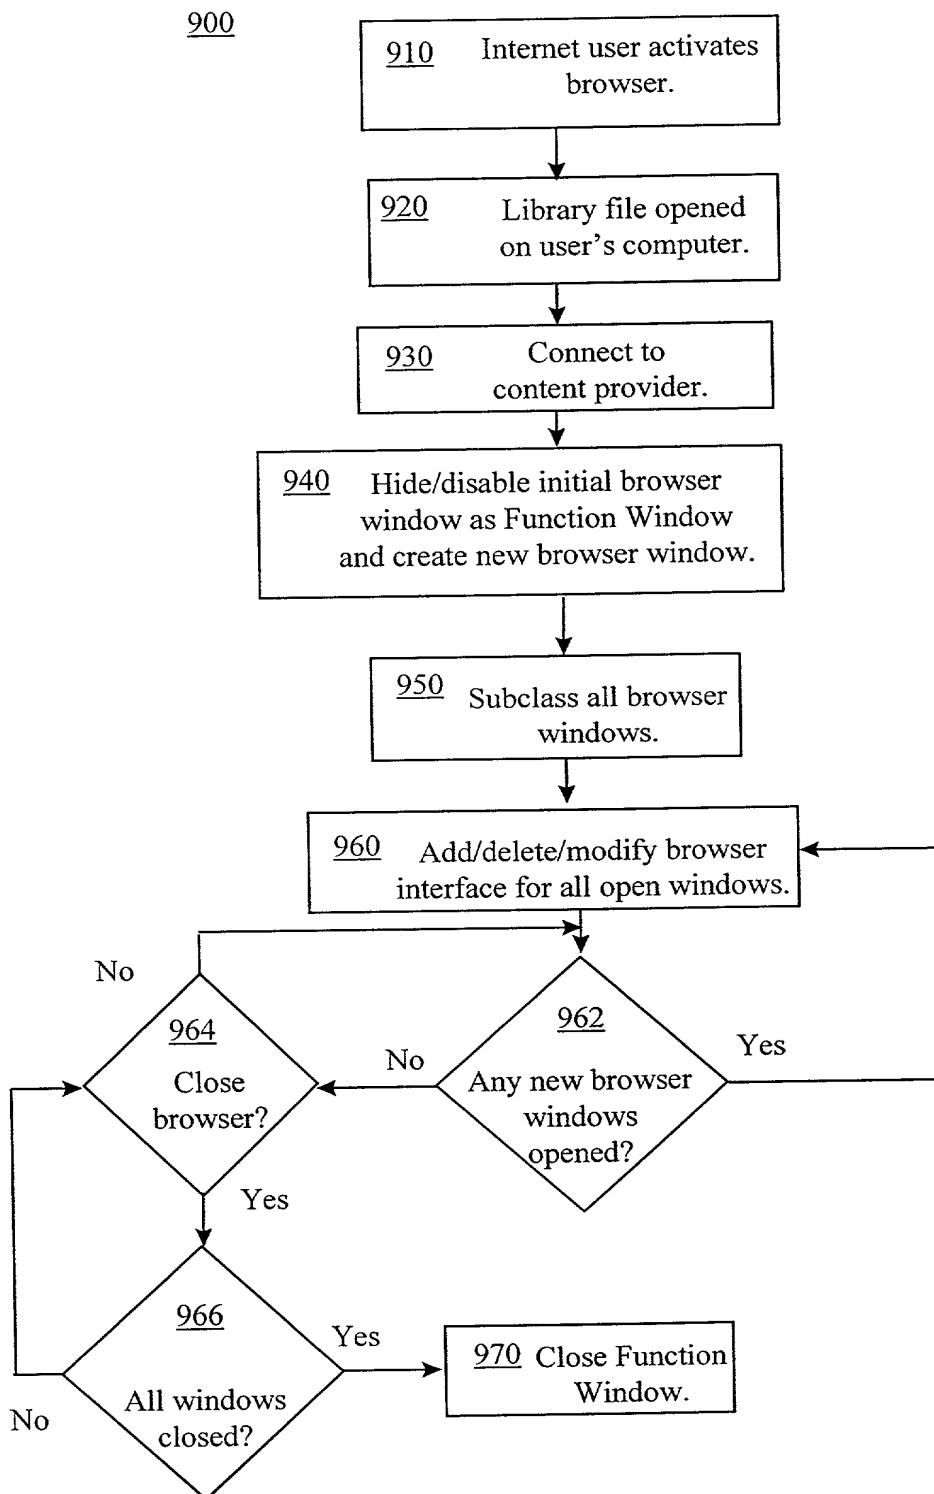 900
910 Internet user activates
browser.
920 Library file opened
on user's computer.
930 Connect to
content provider.
940 Hide/disable initial browser
window as Function Window
and create new browser window.
950 Subclass all browser
windows.
960 Add/delete/modify browser
interface for all open windows.
No
964
Close
browser?
No
962
Any new browser
windows
opened?
Yes
Yes
966
All windows
closed?
No
Yes
970 Close Function
Window.